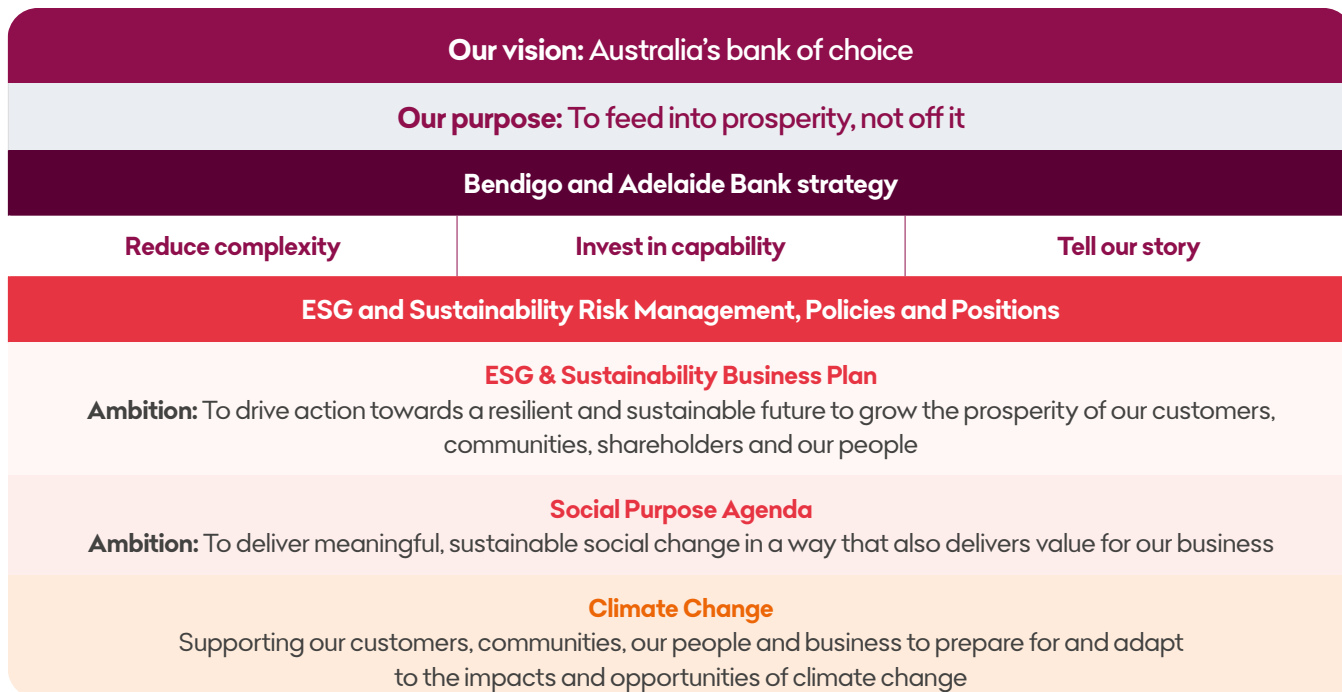 Our vision: Australia's bank of choice
Our purpose: To feed into prosperity, not off it
Bendigo and Adelaide Bank strategy
Reduce complexity
Invest in capability
Tell our story
ESG and Sustainability Risk Management, Policies and Positions
ESG & Sustainability Business Plan
Ambition: To drive action towards a resilient and sustainable future to grow the prosperity of our customers,
communities, shareholders and our people
Social Purpose Agenda
Ambition: To deliver meaningful, sustainable social change in a way that also delivers value for our business
Climate Change
Supporting our customers, communities, our people and business to prepare for and adapt
to the impacts and opportunities of climate change